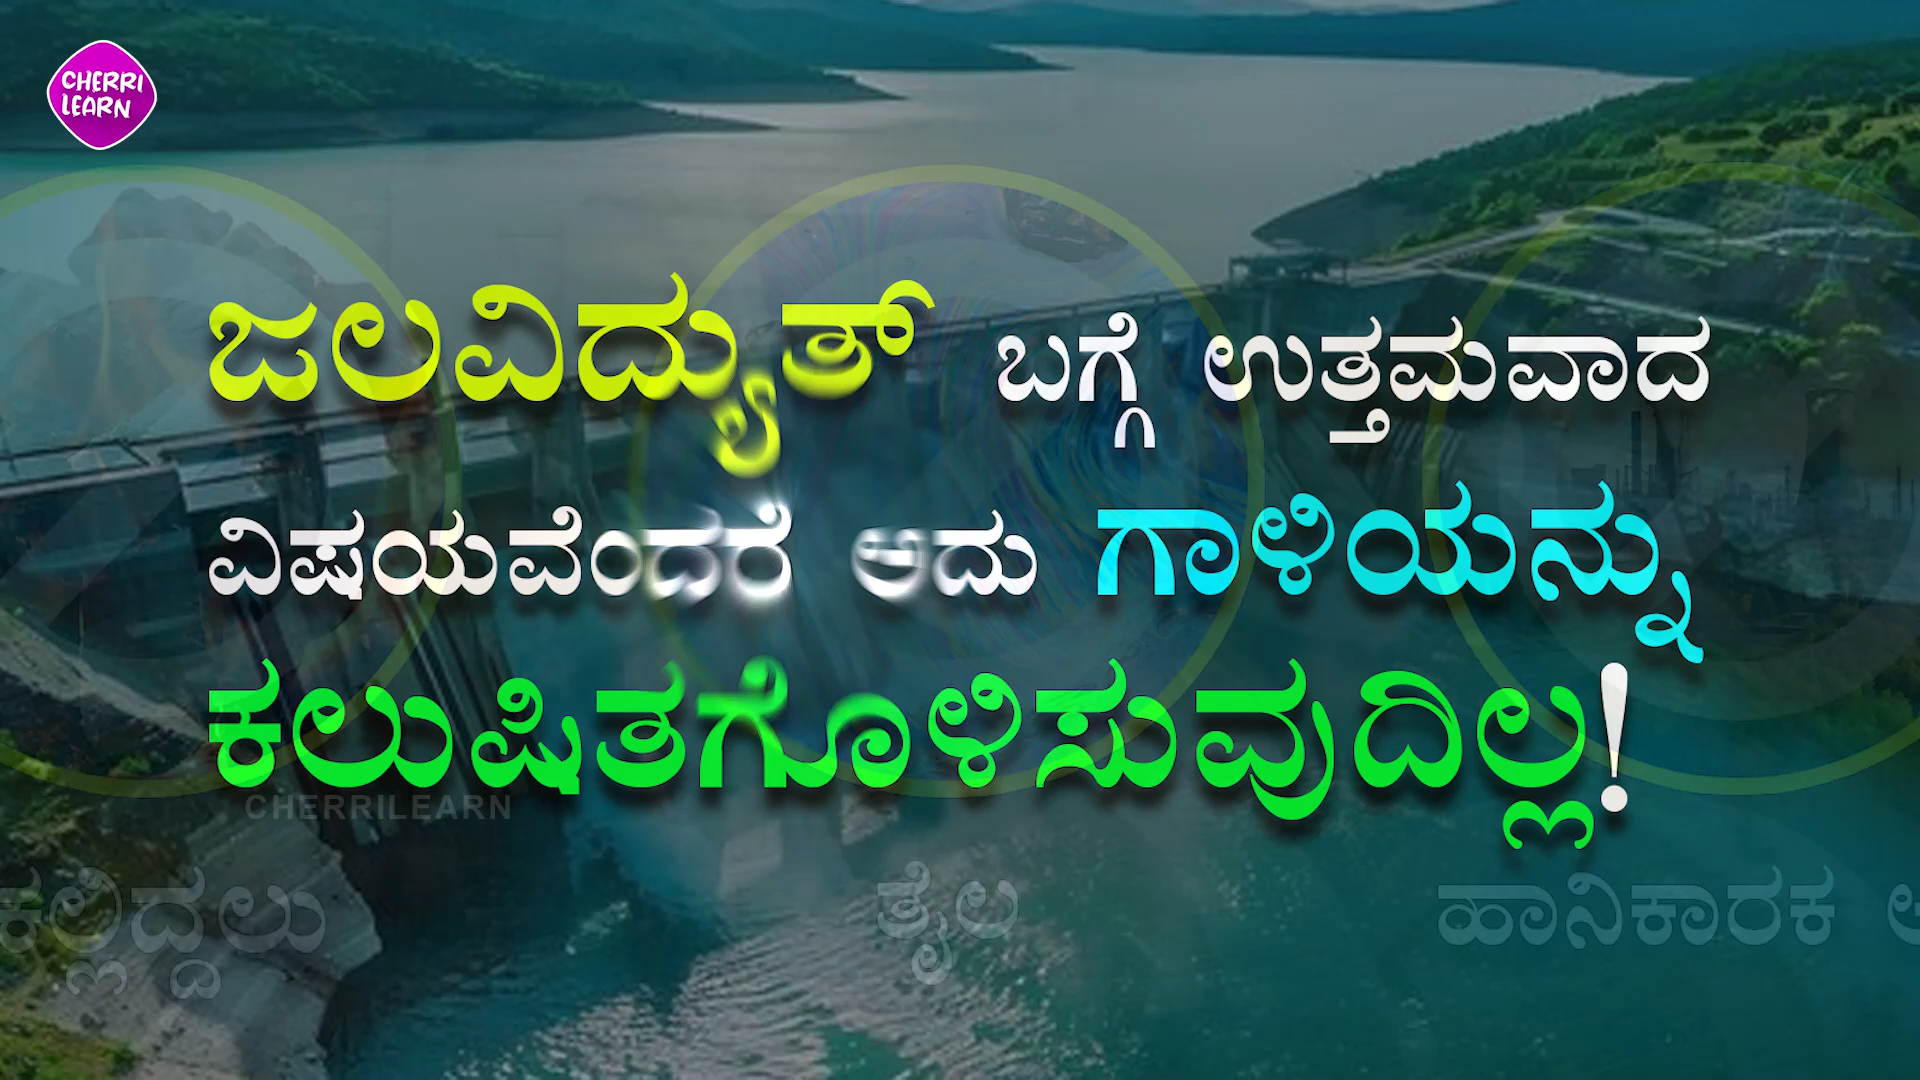 CHERRI
LEARN
ಜಲವಿದ್ಯುತ್ ಬಗ್ಗೆ ಉತ್ತಮವಾದ
ವಿಷಯವೆಂದರೆ ಅದು ಗಾಳಿಯನ್ನು
ಕಲುಷಿತಗೊಳಿಸುವುದಿಲ್ಲ!
CHERRILEARN
ಕಲ್ಲಿದ್ದಲು ತೈಲ ಹಾನಿಕಾರಕ